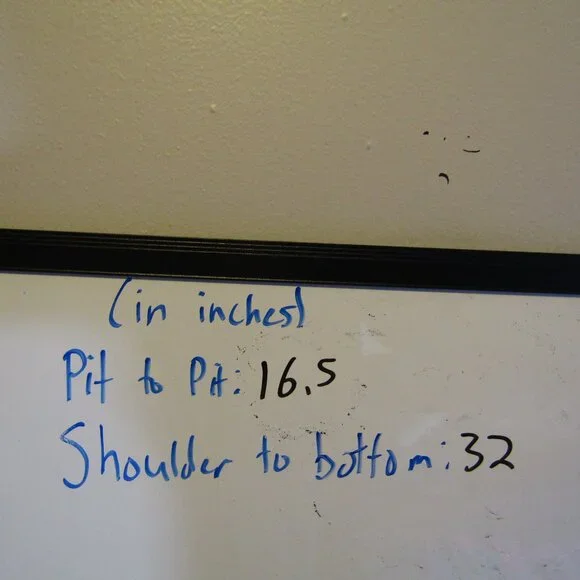 (in inches)
Pit to Pit: 16.5
Shoulder to bottom: 32